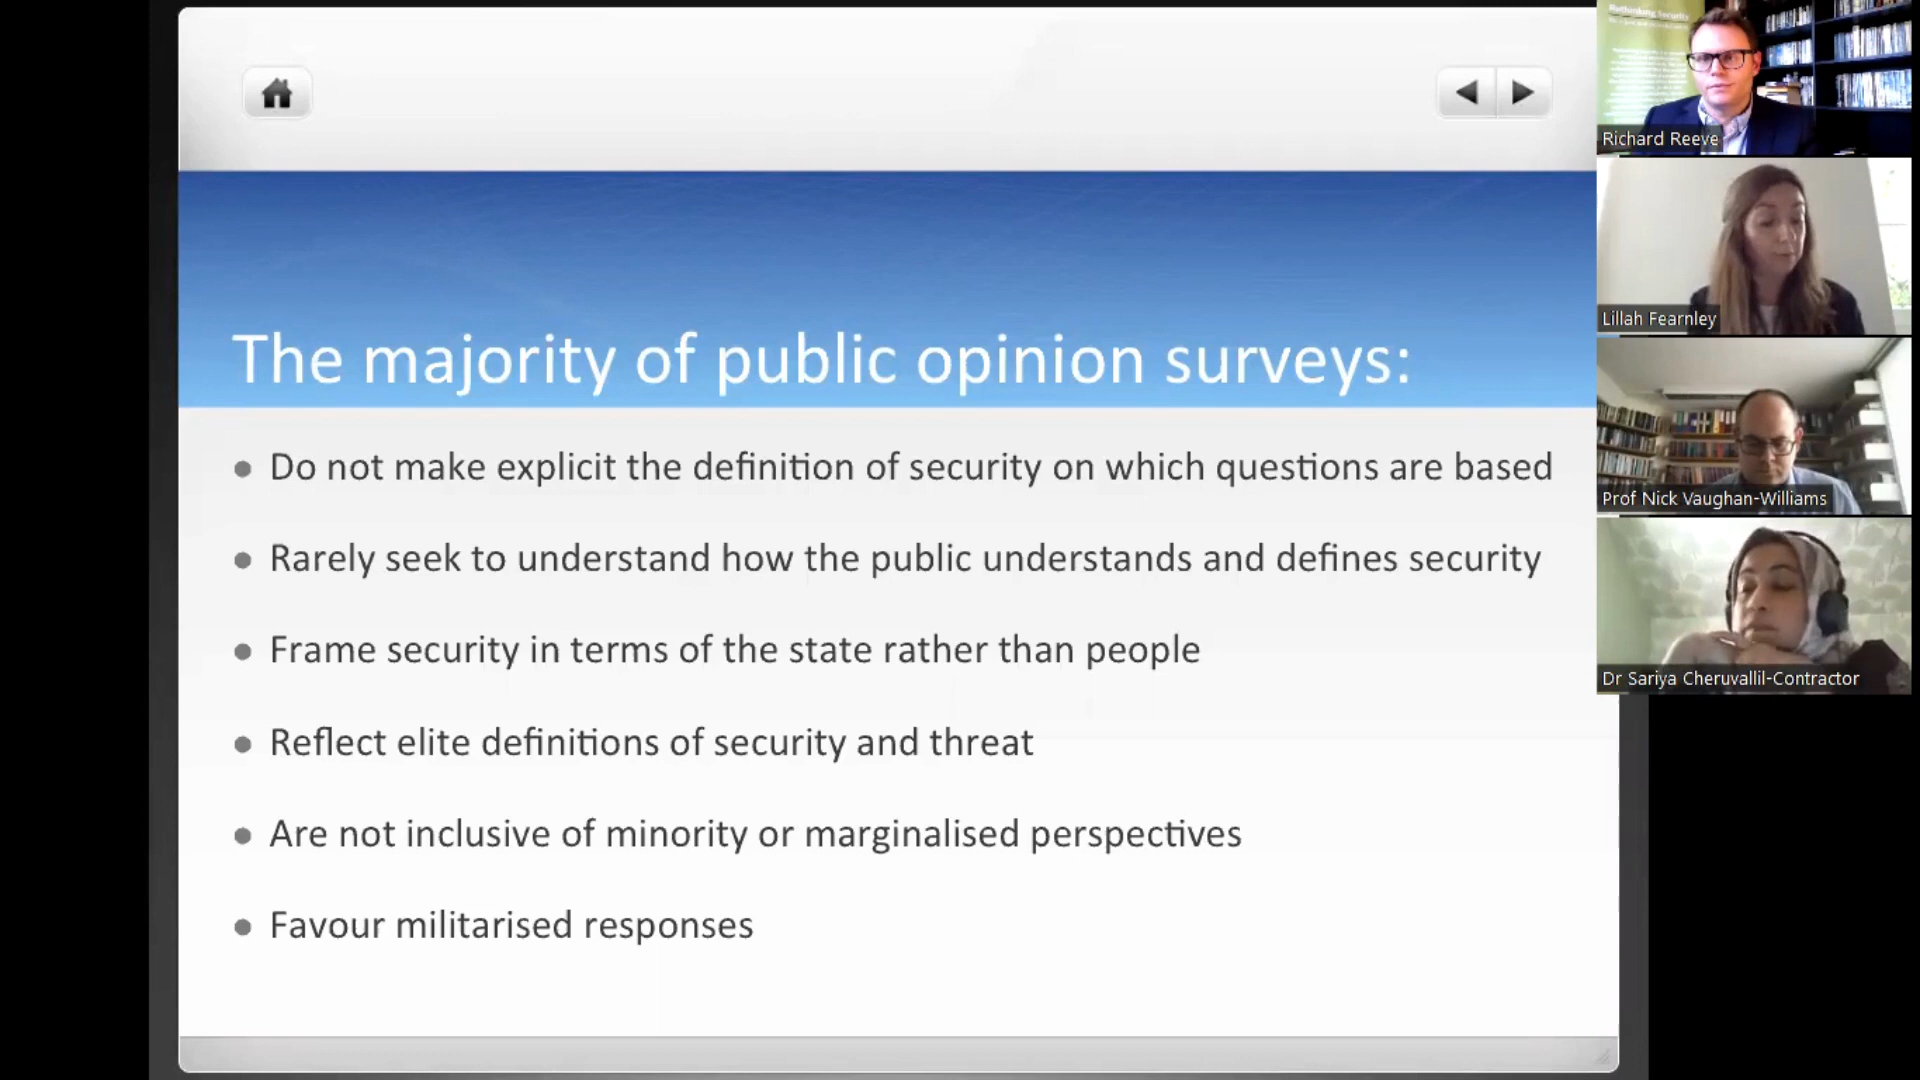 The majority of public opinion surveys:
Do not make explicit the definition of security on which questions are based
Rarely seek to understand how the public understands and defines security
Frame security in terms of the state rather than people
Reflect elite definitions of security and threat
Are not inclusive of minority or marginalised perspectives
Favour militarised responses
Rethinking Security
Richard Reeve
Lillah Fearnley
Prof Nick Vaughan-Williams
Dr Sariya Cheruvallil-Contractor